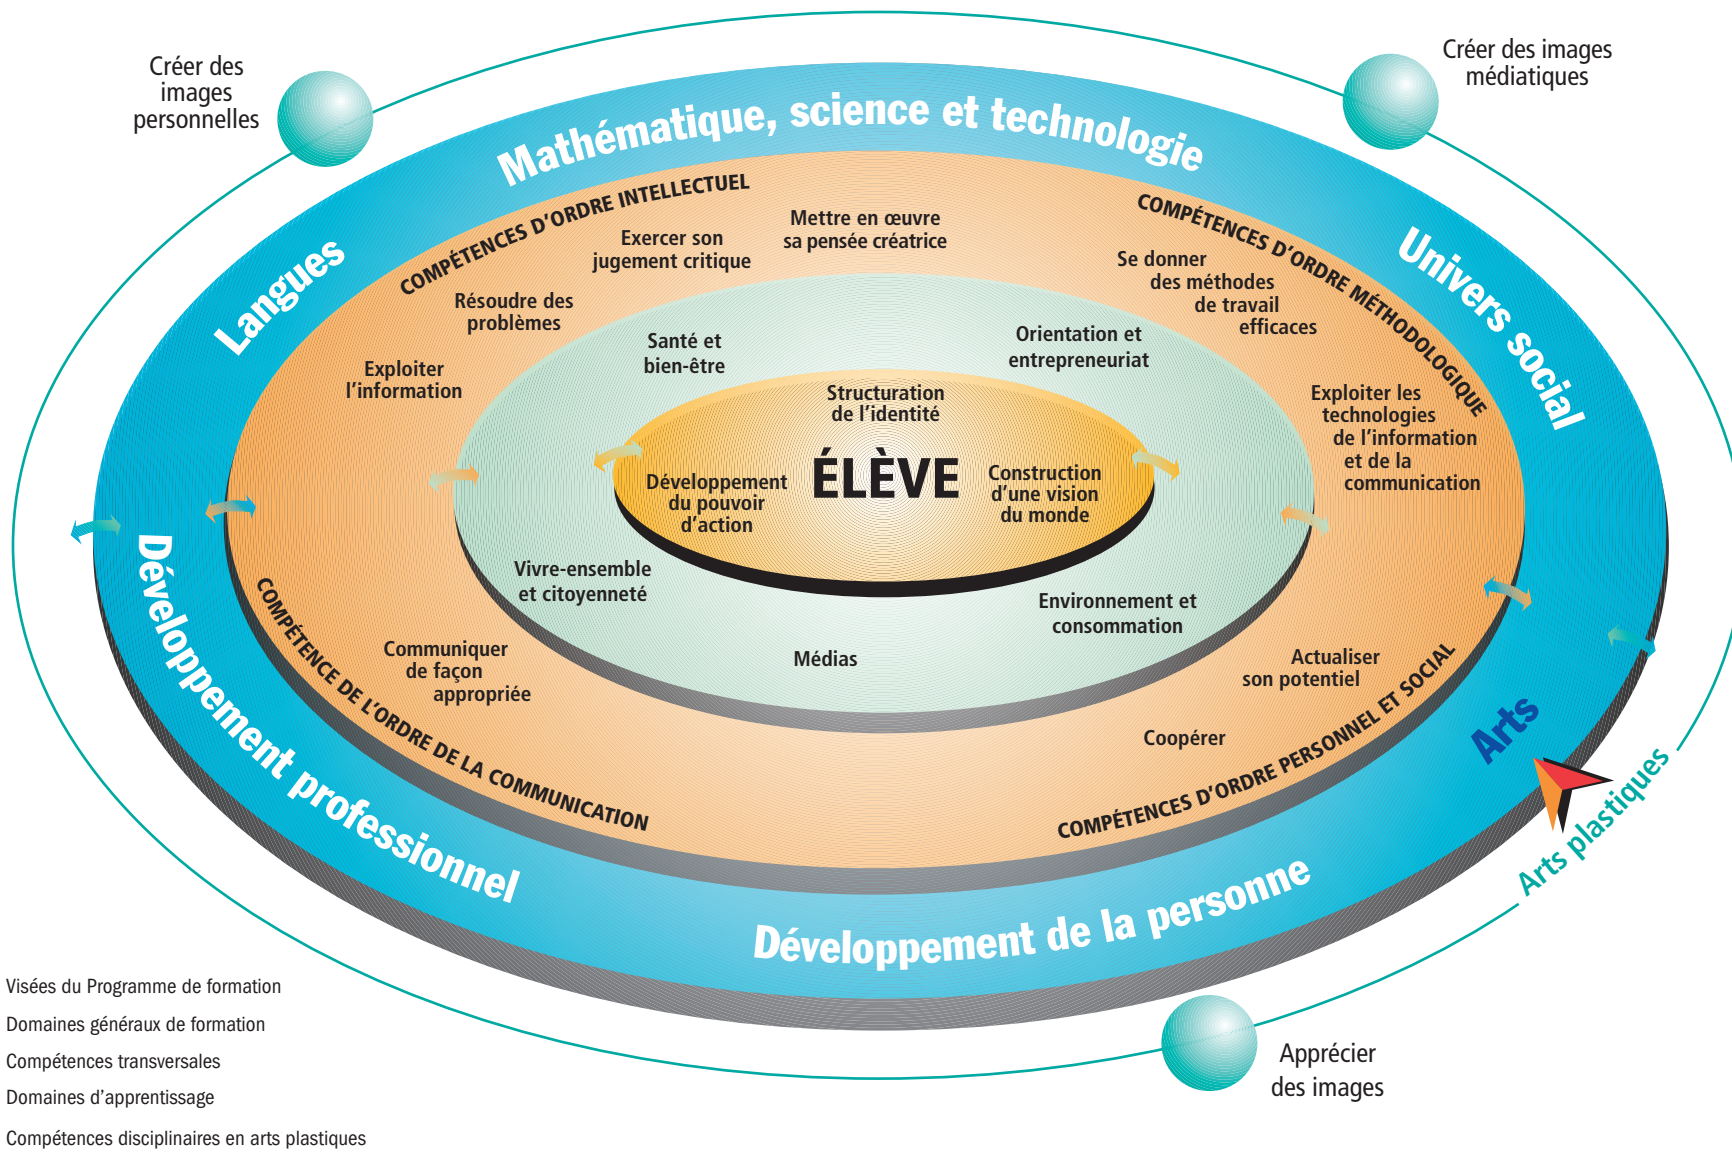 Créer des
images
personnelles
Créer des images
médiatiques
Mathématique, science et technologie
Langues
Univers social
COMPÉTENCES D'ORDRE INTELLECTUEL
COMPÉTENCES D'ORDRE MÉTHODOLOGIQUE
Mettre en œuvre
sa pensée créatrice
Exercer son
jugement critique
Résoudre des
problèmes
Exploiter
l'information
Se donner
des méthodes
de travail
efficaces
Exploiter les
technologies
de l'information
et de la
communication
Santé et
bien-être
Orientation et
entrepreneuriat
Structuration
de l'identité
ÉLÈVE
Développement
du pouvoir
d'action
Construction
d'une vision
du monde
Vivre-ensemble
et citoyenneté
Environnement et
consommation
Médias
Communiquer
de façon
appropriée
Actualiser
son potentiel
Coopérer
COMPÉTENCE DE L'ORDRE DE LA COMMUNICATION
COMPÉTENCES D'ORDRE PERSONNEL ET SOCIAL
Développement professionnel
Développement de la personne
Arts
Arts plastiques
Apprécier
des images
Visées du Programme de formation
Domaines généraux de formation
Compétences transversales
Domaines d'apprentissage
Compétences disciplinaires en arts plastiques